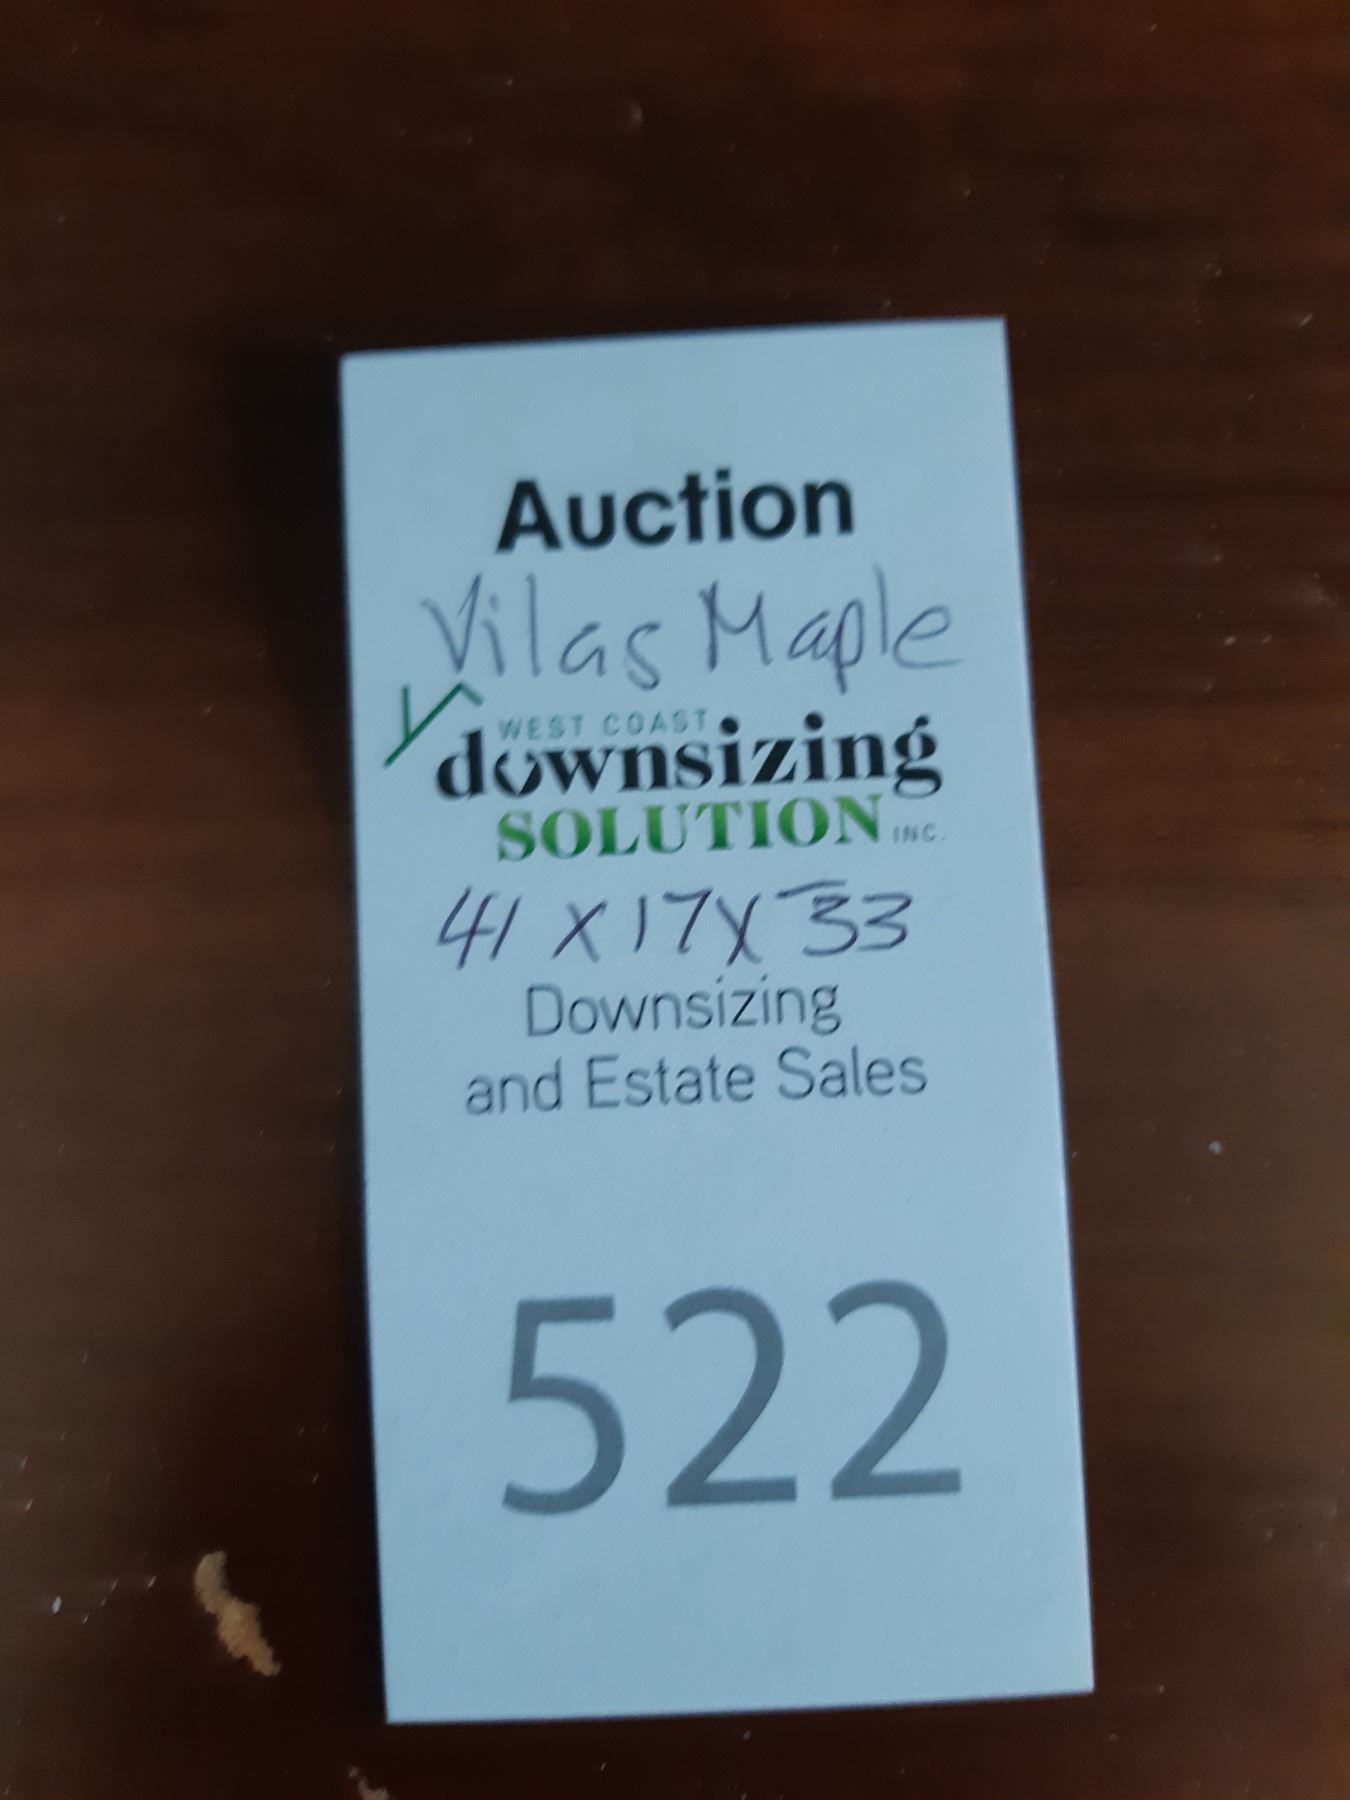 Auction
Vilas Maple
WEST COAST
downsizing
SOLUTION INC.
41 X 17 X 33
Downsizing
and Estate Sales
522